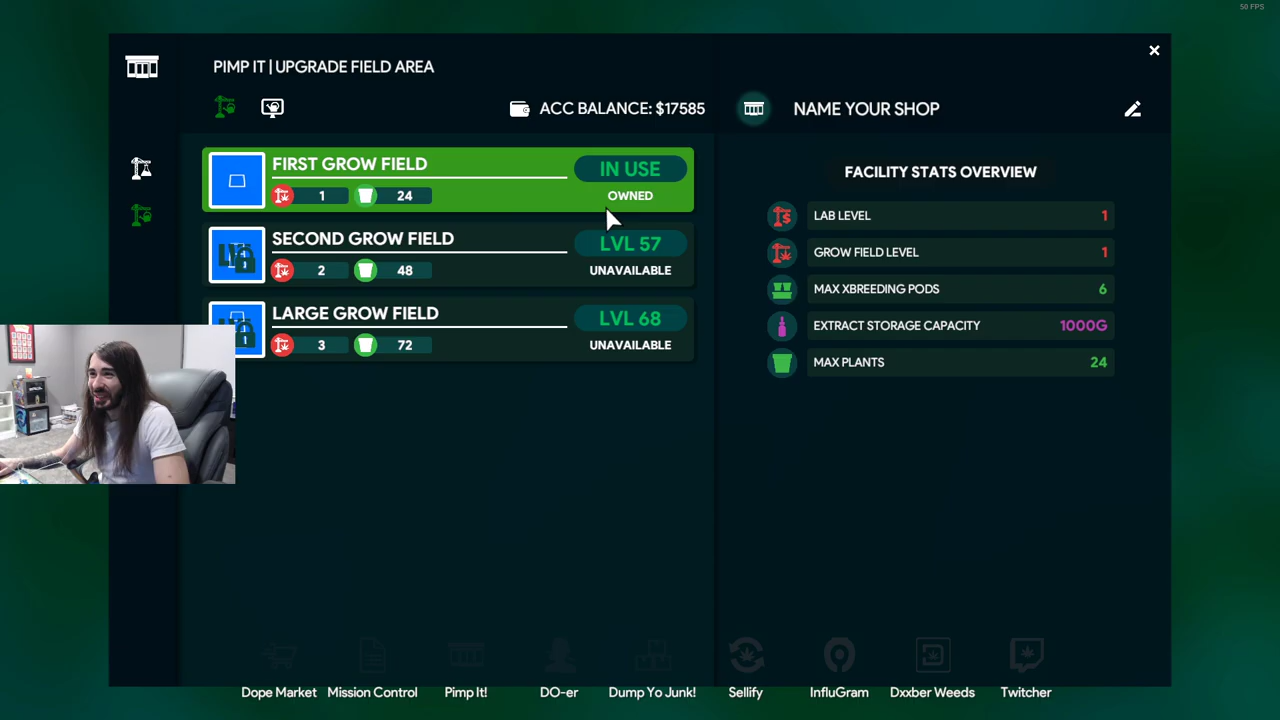 50 FPS
PIMP IT | UPGRADE FIELD AREA
ACC BALANCE: $17585
NAME YOUR SHOP
FIRST GROW FIELD
IN USE
1
24
OWNED
SECOND GROW FIELD
LVL 57
2
48
UNAVAILABLE
LARGE GROW FIELD
LVL 68
3
72
UNAVAILABLE
FACILITY STATS OVERVIEW
LAB LEVEL 1
GROW FIELD LEVEL 1
MAX XBREEDING PODS 6
EXTRACT STORAGE CAPACITY 1000G
MAX PLANTS 24
Dope Market Mission Control Pimp It! DO-er Dump Yo Junk! Sellify InfluGram Dxxber Weeds Twitcher